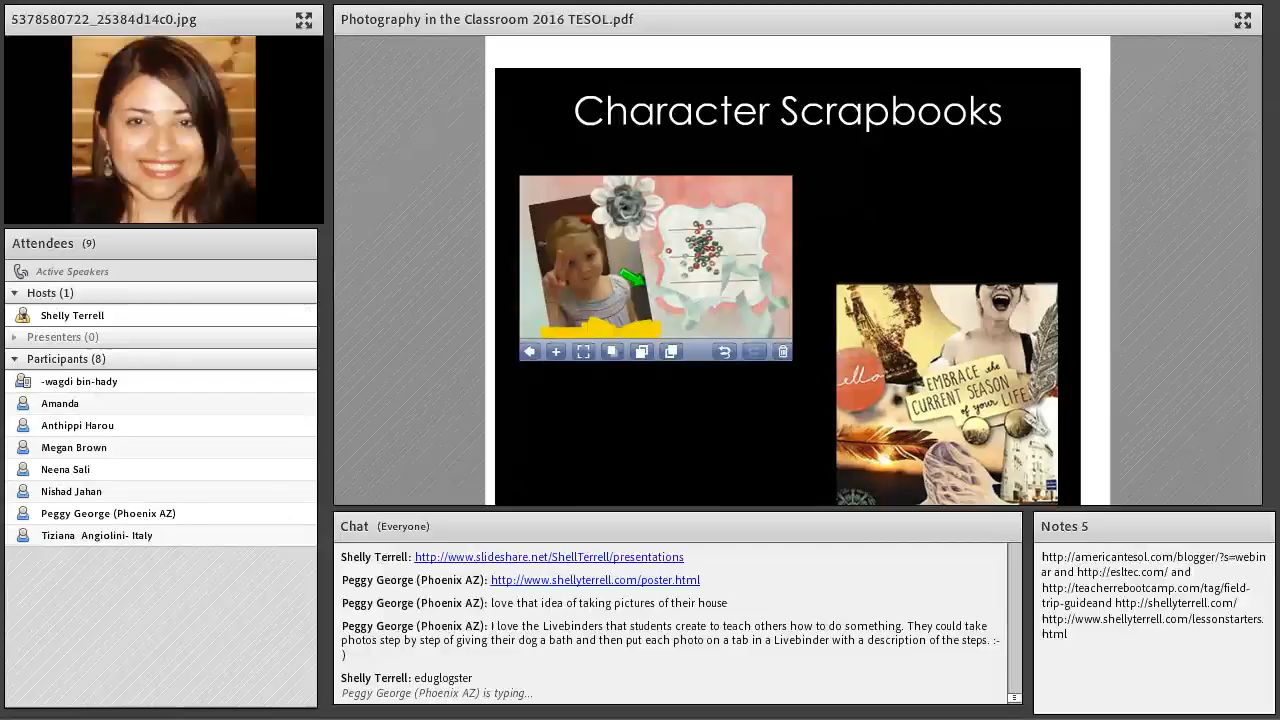 5378580722_25384d14c0.jpg
Photography in the Classroom 2016 TESOL.pdf
Character Scrapbooks
ello
EMBRACE the
CURRENT SEASON
of your LIFE.
Attendees (9)
Active Speakers
Hosts (1)
Shelly Terrell
Presenters (0)
Participants (8)
-wagdi bin-hady
Amanda
Anthippi Harou
Megan Brown
Neena Sali
Nishad Jahan
Peggy George (Phoenix AZ)
Tiziana Angiolini- Italy
Chat (Everyone)
Shelly Terrell: http://www.slideshare.net/ShellTerrell/presentations
Peggy George (Phoenix AZ): http://www.shellyterrell.com/poster.html
Peggy George (Phoenix AZ): love that idea of taking pictures of their house
Peggy George (Phoenix AZ): I love the Livebinders that students create to teach others how to do something. They could take
photos step by step of giving their dog a bath and then put each photo on a tab in a Livebinder with a description of the steps. :-
)
Shelly Terrell: eduglogster
Peggy George (Phoenix AZ) is typing...
Notes 5
http://americantesol.com/blogger/?s=webin
ar and http://esltec.com/ and
http://teacherrebootcamp.com/tag/field-
trip-guideand http://shellyterrell.com/
http://www.shellyterrell.com/lessonstarters.
html